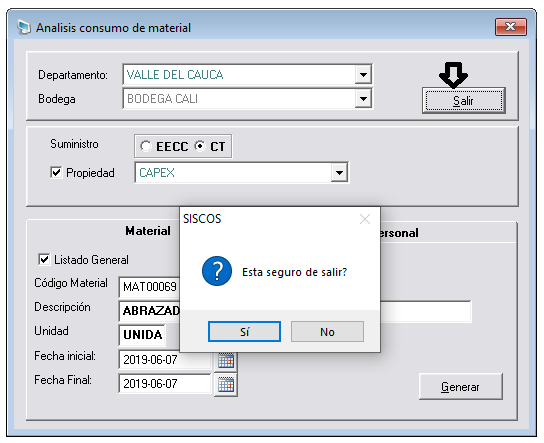 Analisis consumo de material
Departamento: VALLE DEL CAUCA
Bodega BODEGA CALI
Salir
Suministro EECC CT
Propiedad CAPEX
SISCOS
Esta seguro de salir?
Sí No
Material
Listado General
Código Material MAT00069
Descripción
Unidad UNIDA
Fecha inicial: 2019-06-07
Fecha Final: 2019-06-07
Generar